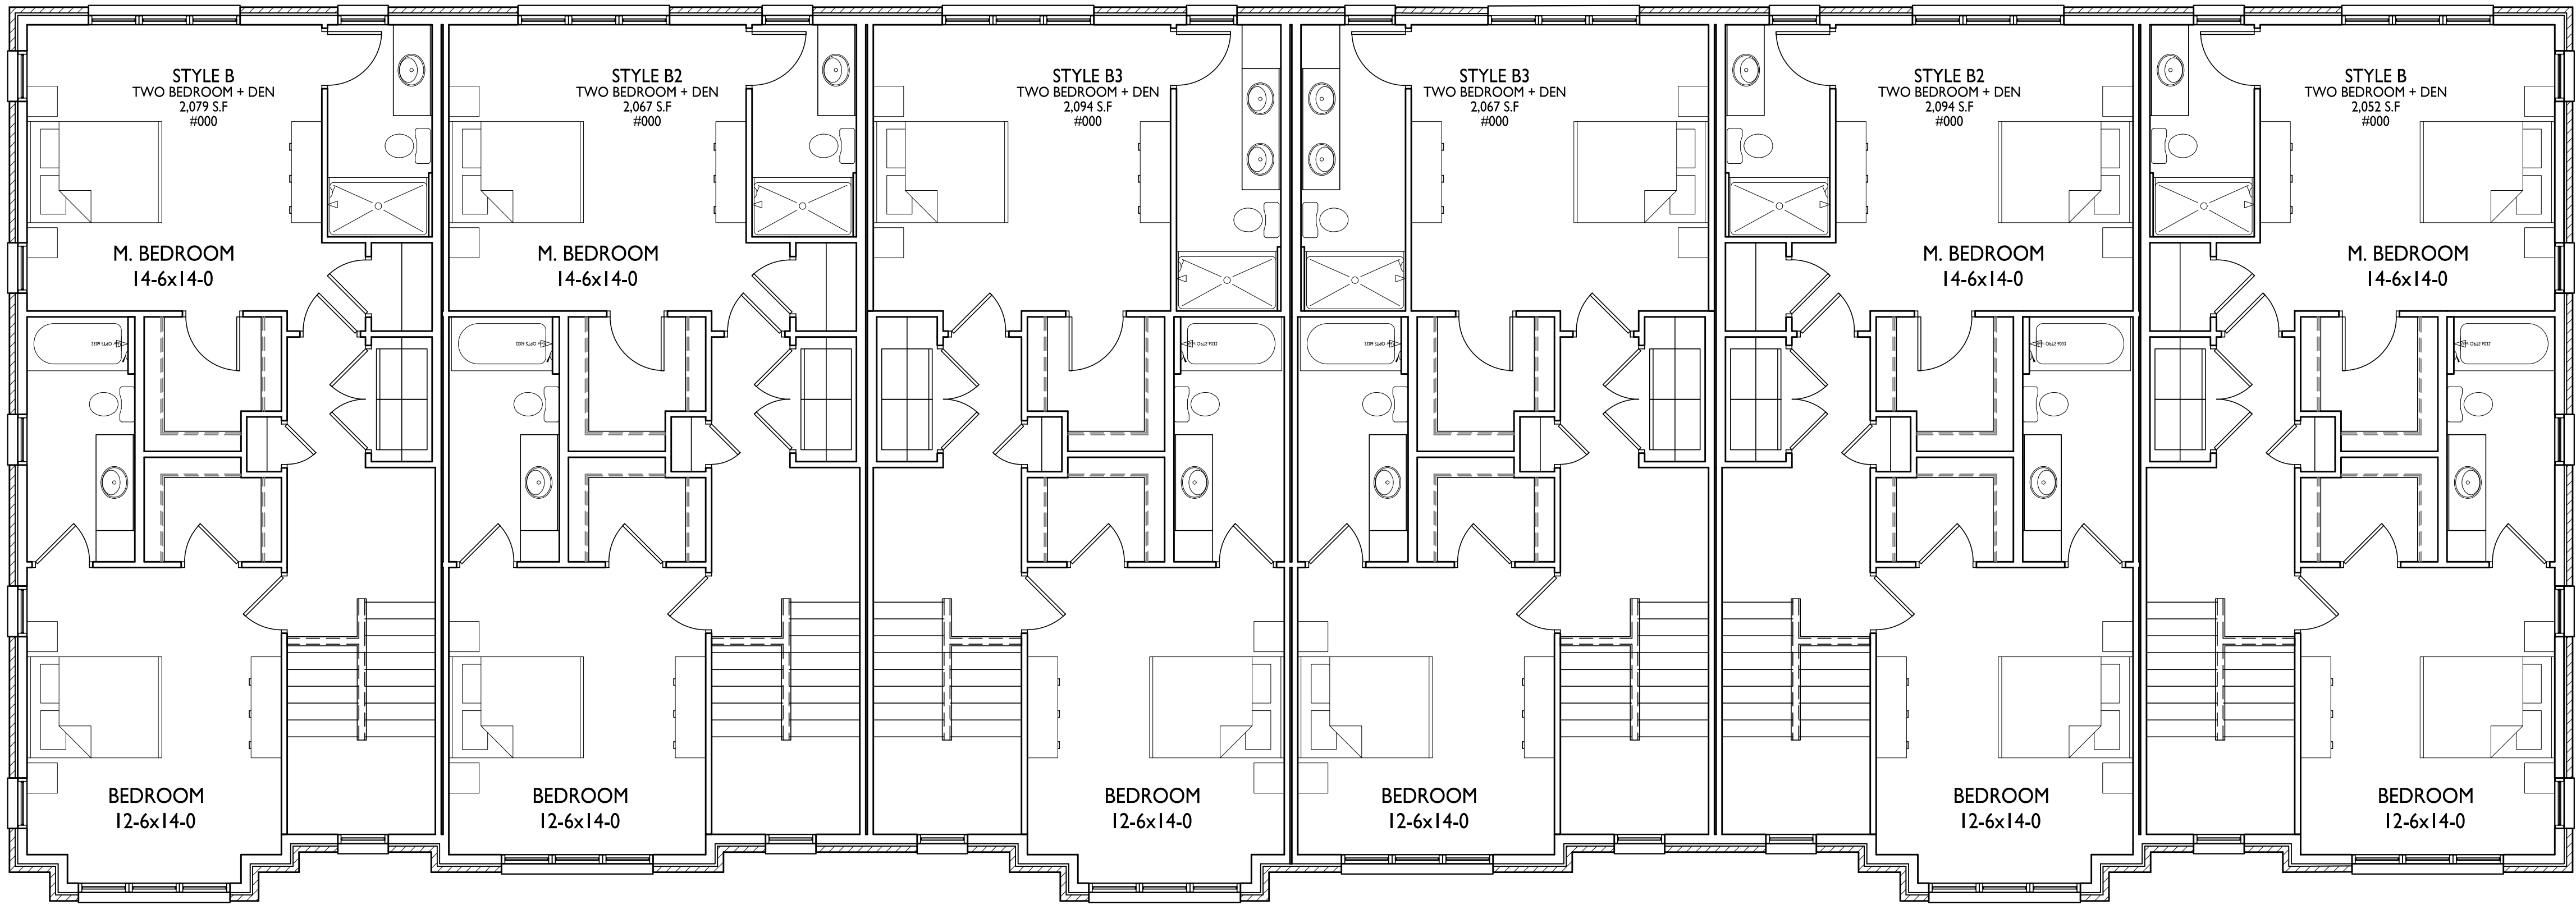 STYLE B
TWO BEDROOM + DEN
2,079 S.F
#000
STYLE B2
TWO BEDROOM + DEN
2,067 S.F
#000
STYLE B3
TWO BEDROOM + DEN
2,094 S.F
#000
STYLE B3
TWO BEDROOM + DEN
2,067 S.F
#000
STYLE B2
TWO BEDROOM + DEN
2,094 S.F
#000
STYLE B
TWO BEDROOM + DEN
2,052 S.F
#000
M. BEDROOM
14-6x14-0
M. BEDROOM
14-6x14-0
M. BEDROOM
14-6x14-0
M. BEDROOM
14-6x14-0
BEDROOM
12-6x14-0
BEDROOM
12-6x14-0
BEDROOM
12-6x14-0
BEDROOM
12-6x14-0
BEDROOM
12-6x14-0
BEDROOM
12-6x14-0